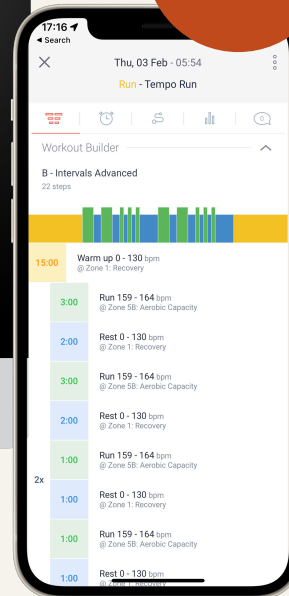 17:16
Search
Thu, 03 Feb - 05:54
Run - Tempo Run
0
Workout Builder
B - Intervals Advanced
22 steps
15:00
Warm up 0 - 130 bpm
@ Zone 1: Recovery
3:00
Run 159 - 164 bpm
@ Zone 5B: Aerobic Capacity
2:00
Rest 0 - 130 bpm
@ Zone 1: Recovery
3:00
Run 159 - 164 bpm
@ Zone 5B: Aerobic Capacity
2:00
Rest 0 - 130 bpm
@ Zone 1: Recovery
1:00
Run 159 - 164 bpm
@ Zone 5B: Aerobic Capacity
2x
1:00
Rest 0 - 130 bpm
@ Zone 1: Recovery
1:00
Run 159 - 164 bpm
@ Zone 5B: Aerobic Capacity
1:00
Rest 0 - 130 bpm
@ Zone 1: Recovery